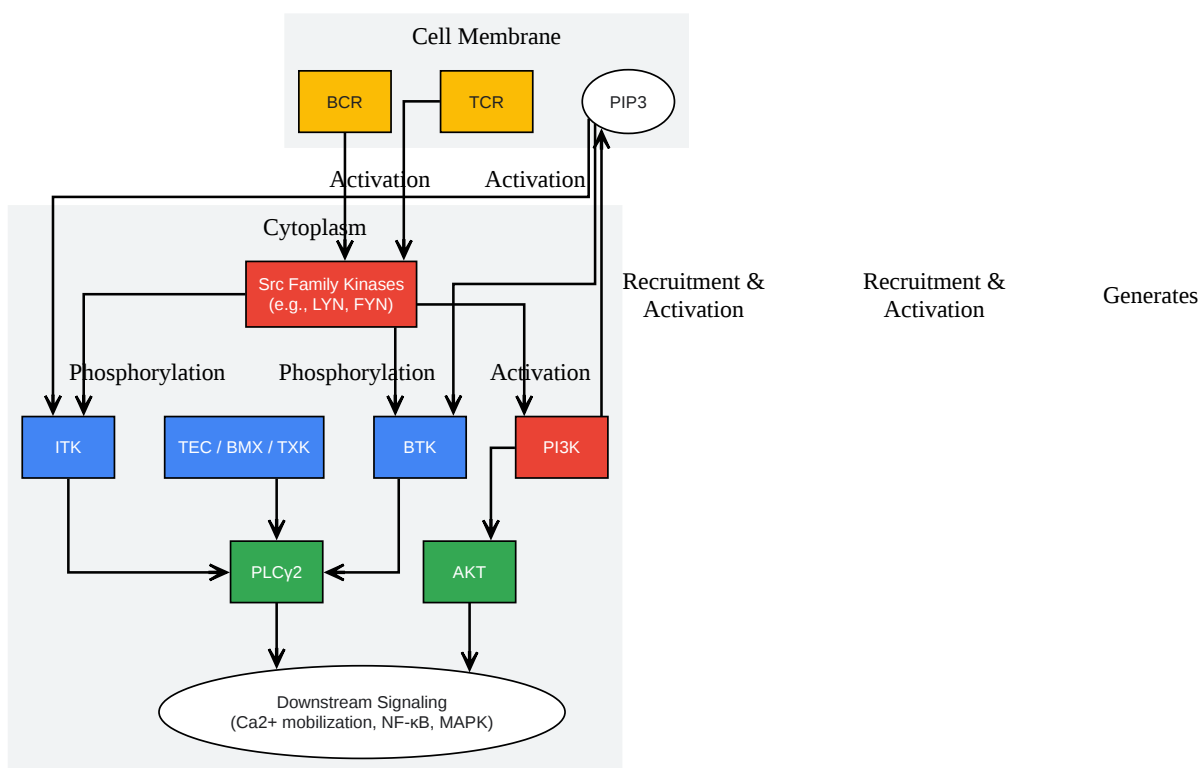 Cell Membrane
BCR
TCR
PIP3
Activation
Activation
Cytoplasm
Src Family Kinases
(e.g., LYN, FYN)
Recruitment &
Activation
Recruitment &
Activation
Generates
Phosphorylation
Phosphorylation
Activation
ITK
TEC / BMX / TXK
BTK
PI3K
PLCγ2
AKT
Downstream Signaling
(Ca2+ mobilization, NF-κB, MAPK)